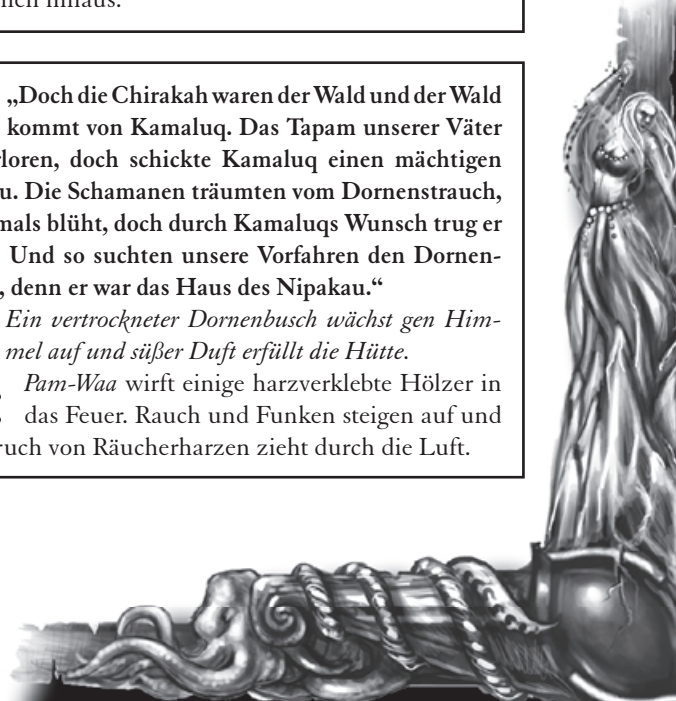 hinaus.
„Doch die Chirakah waren der Wald und der Wald
kommt von Kamaluq. Das Tapam unserer Väter
doch schickte Kamaluq einen mächtigen
Die Schamanen träumten vom Dornenstrauch,
blüht, doch durch Kamaluqs Wunsch trug er
Und so suchten unsere Vorfahren den Dornen-
, denn er war das Haus des Nipakau.“
Ein vertrockneter Dornenbusch wächst gen Him-
mel auf und süßer Duft erfüllt die Hütte.
Pam-Waa wirft einige harzverklebte Hölzer in
das Feuer. Rauch und Funken steigen auf und
von Räucherharzen zieht durch die Luft.